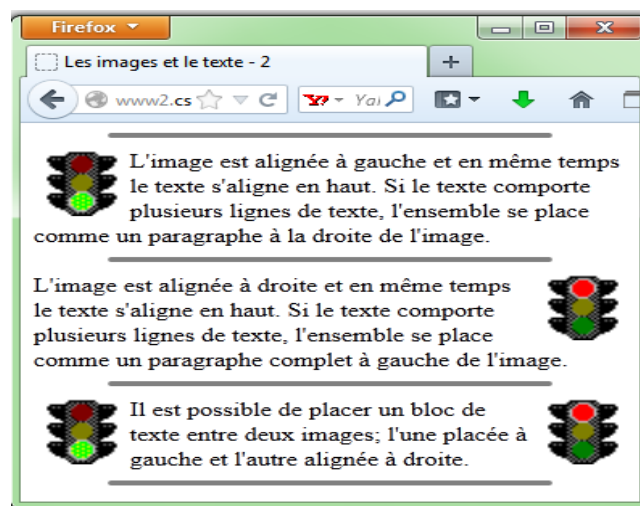 Firefox
Les images et le texte - 2
www2.cs
Yai
L'image est alignée à gauche et en même temps
le texte s'aligne en haut. Si le texte comporte
plusieurs lignes de texte, l'ensemble se place
comme un paragraphe à la droite de l'image.
L'image est alignée à droite et en même temps
le texte s'aligne en haut. Si le texte comporte
plusieurs lignes de texte, l'ensemble se place
comme un paragraphe complet à gauche de l'image.
Il est possible de placer un bloc de
texte entre deux images; l'une placée à
gauche et l'autre alignée à droite.